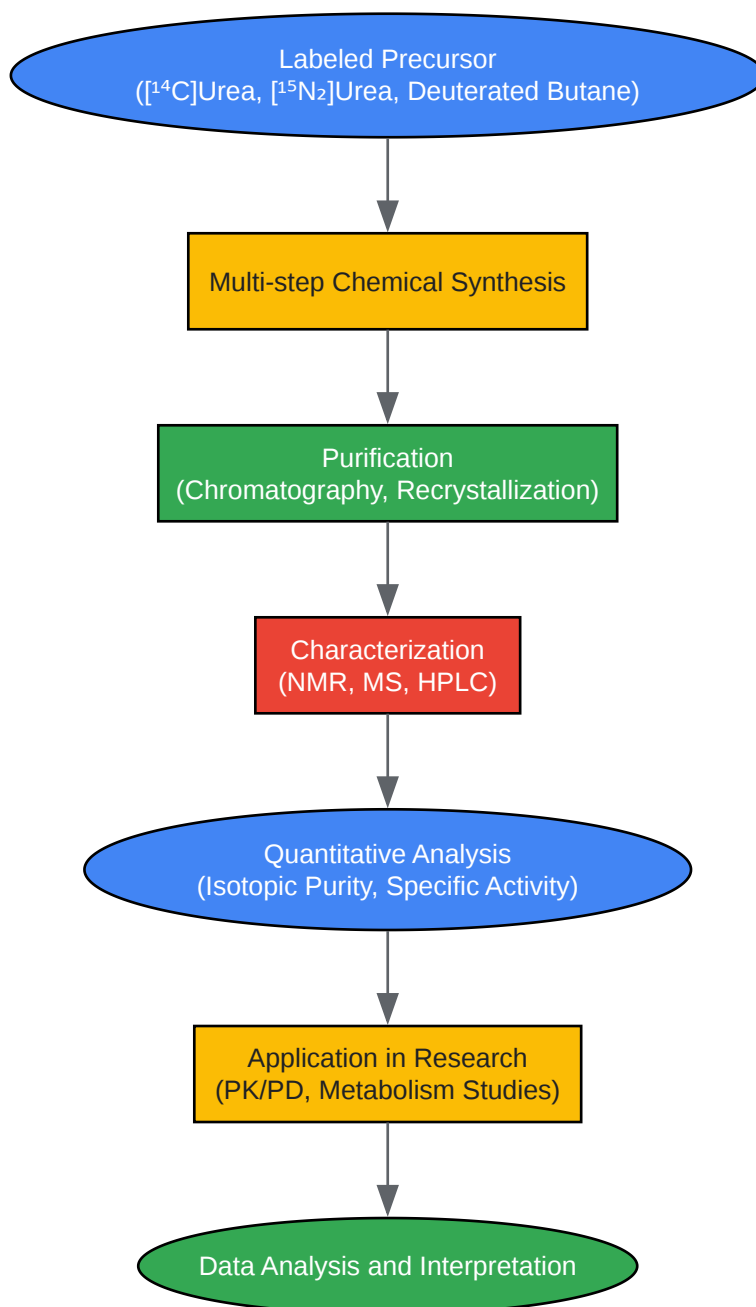 Labeled Precursor
([¹⁴C]Urea, [¹⁵N₂]Urea, Deuterated Butane)
Multi-step Chemical Synthesis
Purification
(Chromatography, Recrystallization)
Characterization
(NMR, MS, HPLC)
Quantitative Analysis
(Isotopic Purity, Specific Activity)
Application in Research
(PK/PD, Metabolism Studies)
Data Analysis and Interpretation